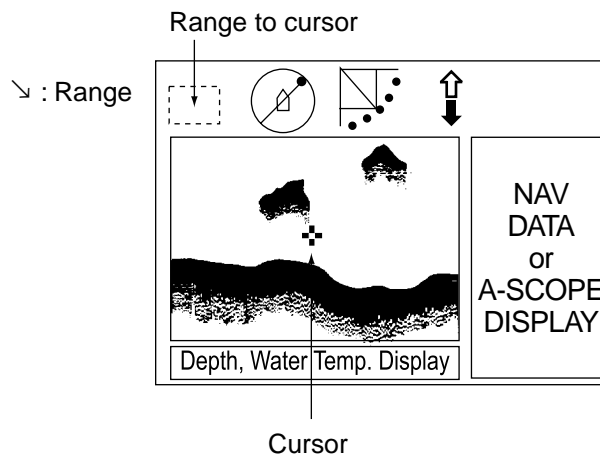 Range to cursor
↘ : Range
NAV
DATA
or
A-SCOPE
DISPLAY
Depth, Water Temp. Display
Cursor